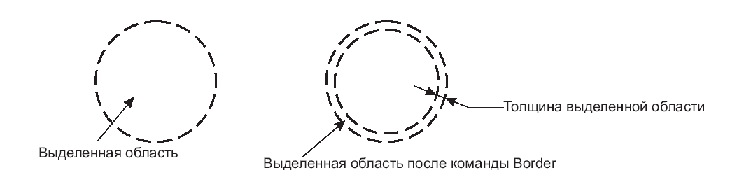 Толщина выделенной области
Выделенная область
Выделенная область после команды Border